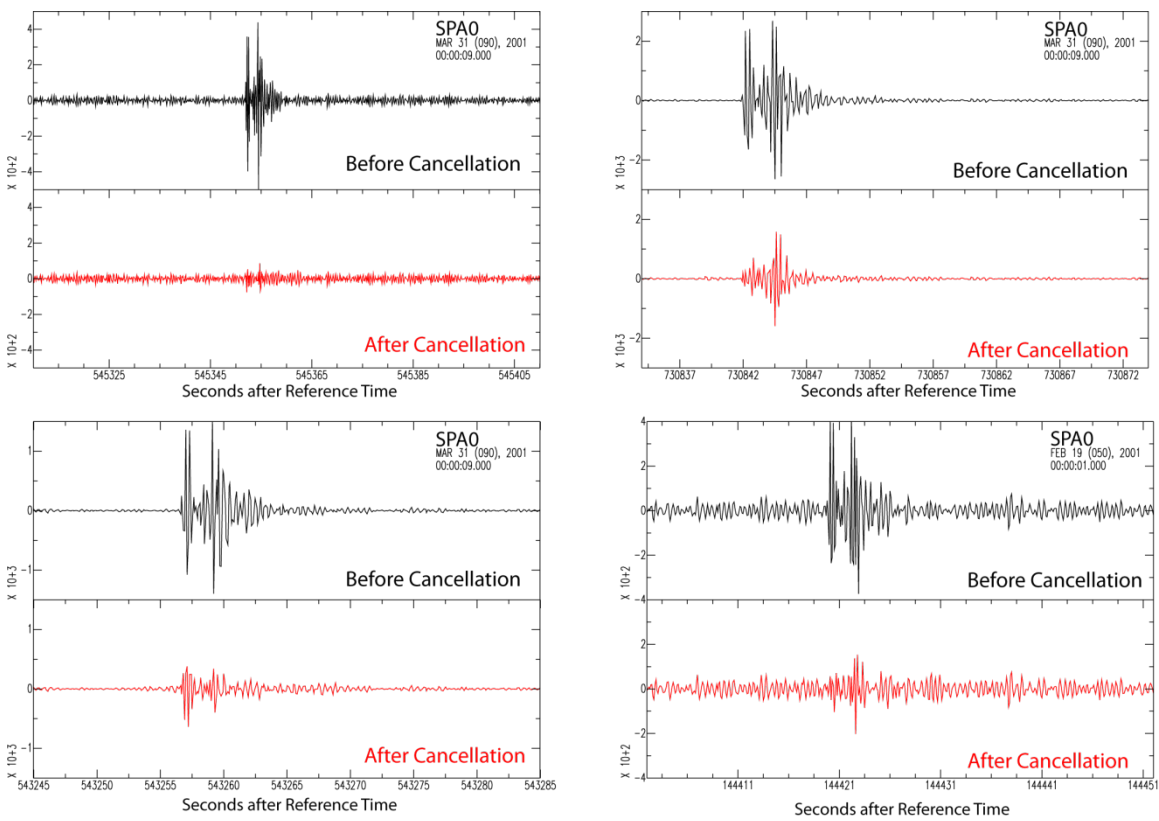 4
2
0
-2
-4
X 10+2
SPA0
MAR 31 (090), 2001
00:00:09.000
Before Cancellation
4
2
0
-2
-4
X 10+2
After Cancellation
545325 545345 545365 545385 545405
Seconds after Reference Time
2
0
-2
X 10+3
SPA0
MAR 31 (090), 2001
00:00:09.000
Before Cancellation
2
0
-2
X 10+3
After Cancellation
730837 730842 730847 730852 730857 730862 730867 730872
Seconds after Reference Time
1
0
-1
X 10+3
SPA0
MAR 31 (090), 2001
00:00:09.000
Before Cancellation
1
0
-1
X 10+3
After Cancellation
543245 543250 543255 543260 543265 543270 543275 543280 543285
Seconds after Reference Time
4
2
0
-2
-4
X 10+2
SPA0
FEB 19 (050), 2001
00:00:01.000
Before Cancellation
4
2
0
-2
-4
X 10+2
After Cancellation
144411 144421 144431 144441 144451
Seconds after Reference Time